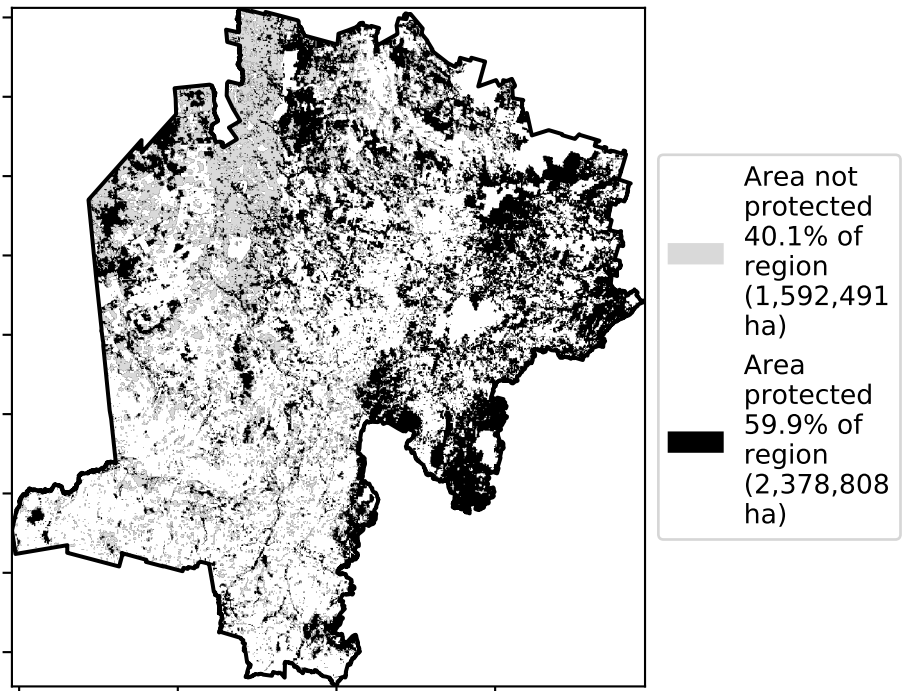 Area not
protected
40.1% of
region
(1,592,491
ha)
Area
protected
59.9% of
region
(2,378,808
ha)